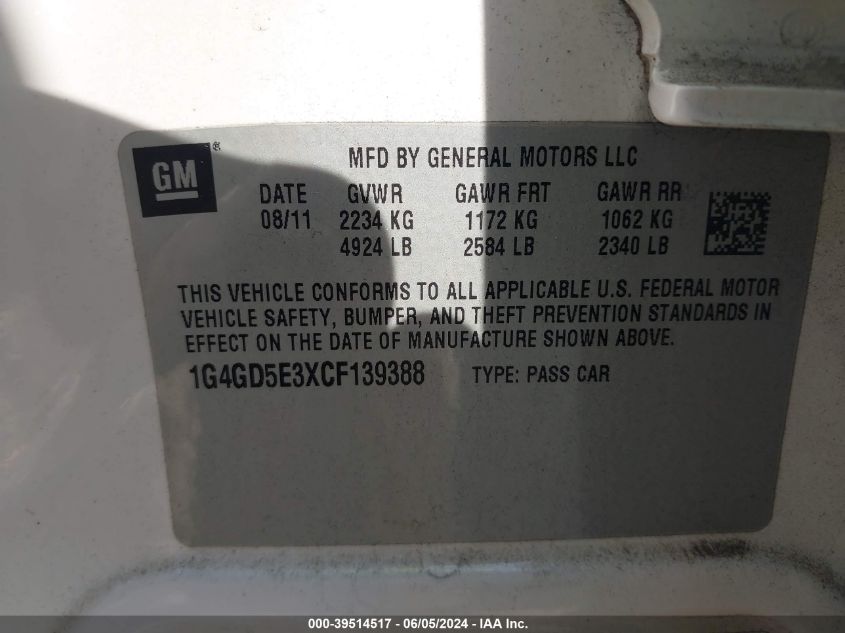 GM®
MFD BY GENERAL MOTORS LLC
DATE GVWR GAWR FRT GAWR RR
08/11 2234 KG 1172 KG 1062 KG
4924 LB 2584 LB 2340 LB
THIS VEHICLE CONFORMS TO ALL APPLICABLE U.S. FEDERAL MOTOR
VEHICLE SAFETY, BUMPER, AND THEFT PREVENTION STANDARDS IN
EFFECT ON THE DATE OF MANUFACTURE SHOWN ABOVE.
1G4GD5E3XCF139388 TYPE: PASS CAR
000-39514517 - 06/05/2024 - IAA Inc.